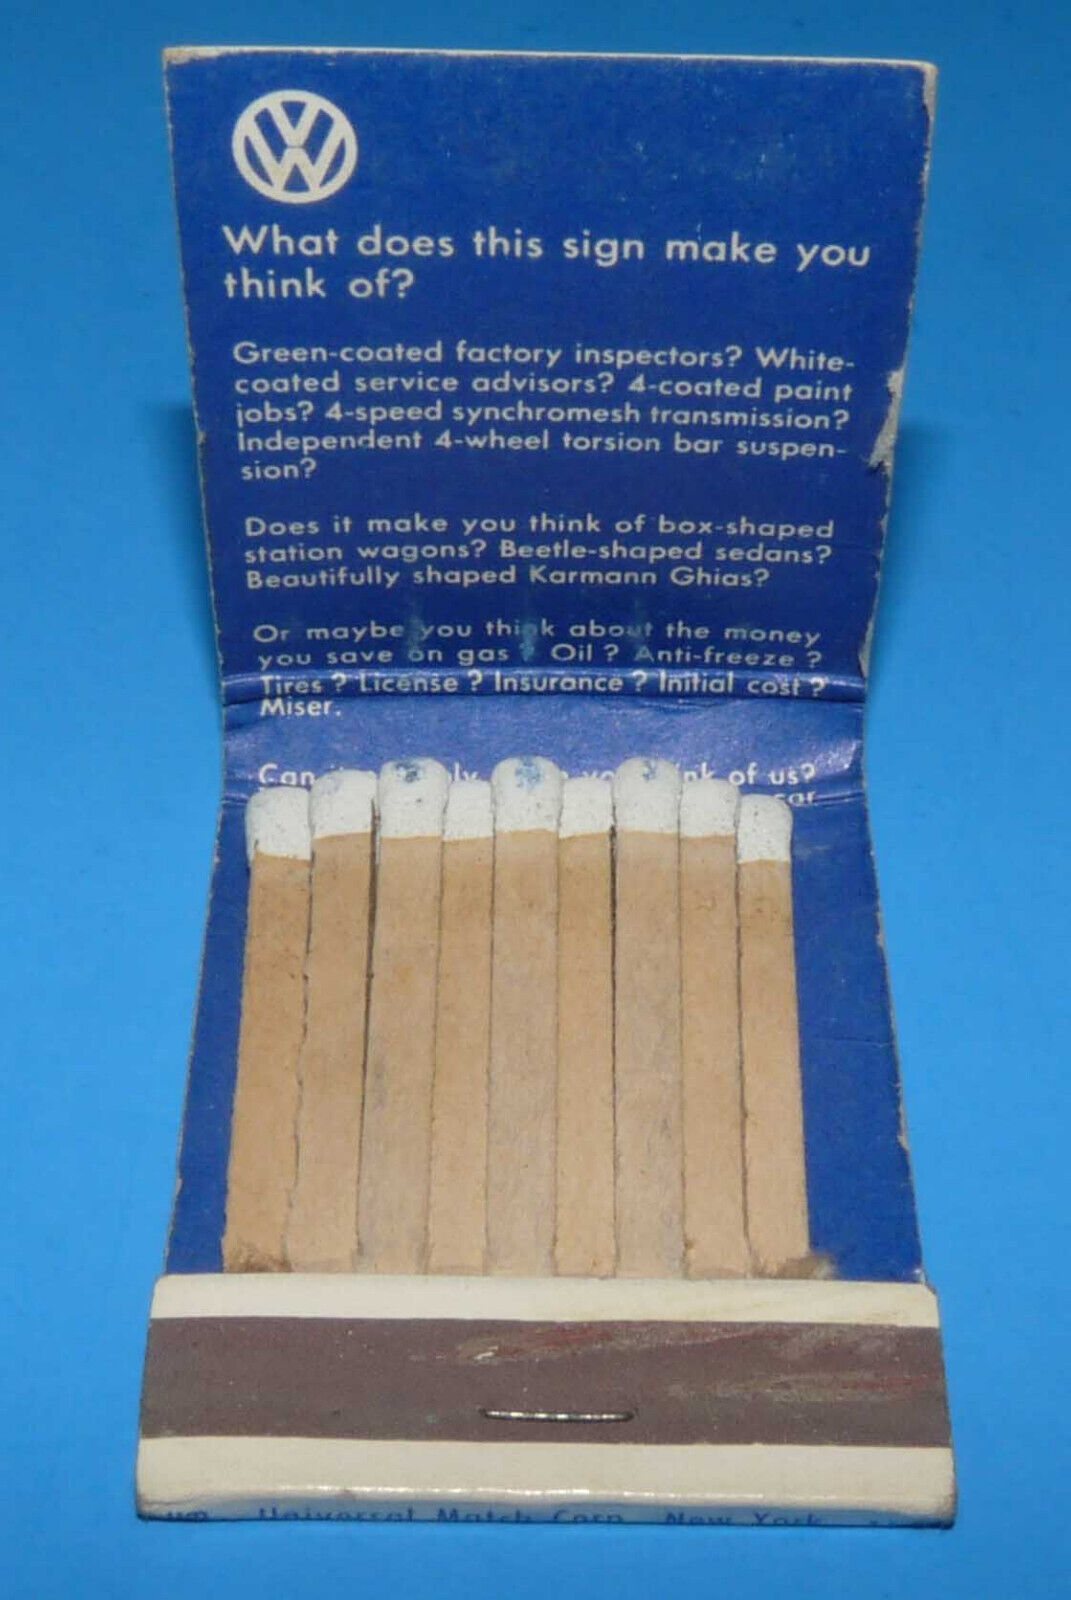 VW
What does this sign make you
think of?
Green-coated factory inspectors? White-
coated service advisors? 4-coated paint
jobs? 4-speed synchromesh transmission?
Independent 4-wheel torsion bar suspen-
sion?
Does it make you think of box-shaped
station wagons? Beetle-shaped sedans?
Beautifully shaped Karmann Ghias?
Or maybe you think about the money
you save on gas? Oil? Anti-freeze?
Tires? License? Insurance? Initial cost?
Miser.
Can of us?
car
Universal Match Corp. New York